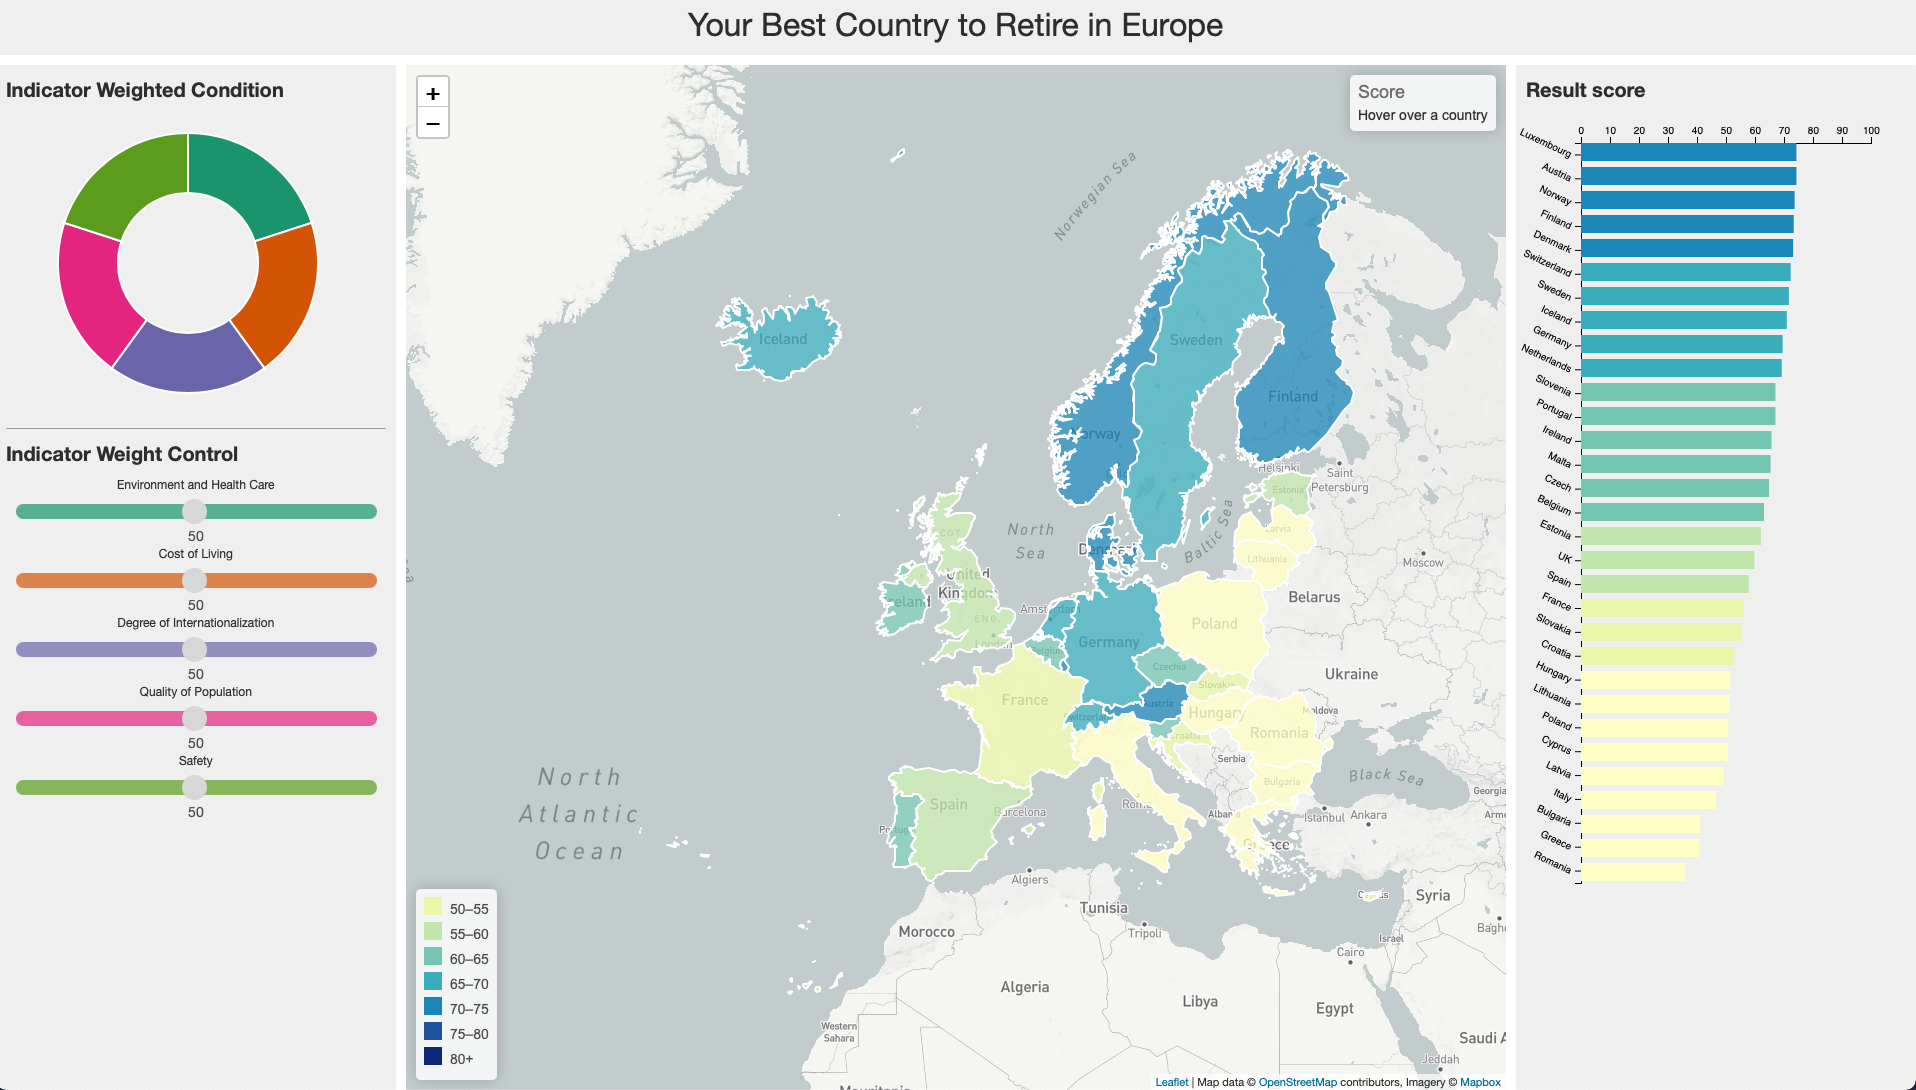 Your Best Country to Retire in Europe
Indicator Weighted Condition
Indicator Weight Control
Environment and Health Care
50
Cost of Living
50
Degree of Internationalization
50
Quality of Population
50
Safety
50
+
−
Score
Hover over a country
Norwegian Sea
Iceland
Sweden
Finland
Norway
Helsinki
Saint
Petersburg
Estonia
North
Sea
Baltic Sea
Latvia
Denmark
Lithuania
Moscow
United
Kingdom
Ireland
ENG.
London
Amsterdam
Belarus
Poland
Germany
Belgium
Czechia
Ukraine
Slovakia
France
Austria
Switzerland
Hungary
Moldova
Croatia
Romania
Serbia
North
Atlantic
Ocean
Black Sea
Bulgaria
Georgia
Spain
Barcelona
Rome
Portugal
Istanbul
Ankara
Greece
Algiers
Tunisia
Cyprus
Syria
Morocco
Tripoli
Israel
Cairo
Algeria
Libya
Egypt
Western
Sahara
Saudi A
Jeddah
50–55
55–60
60–65
65–70
70–75
75–80
80+
Leaflet | Map data © OpenStreetMap contributors, Imagery © Mapbox
Result score
0 10 20 30 40 50 60 70 80 90 100
Luxembourg
Austria
Norway
Finland
Denmark
Switzerland
Sweden
Iceland
Germany
Netherlands
Slovenia
Portugal
Ireland
Malta
Czech
Belgium
Estonia
UK
Spain
France
Slovakia
Croatia
Hungary
Lithuania
Poland
Cyprus
Latvia
Italy
Bulgaria
Greece
Romania